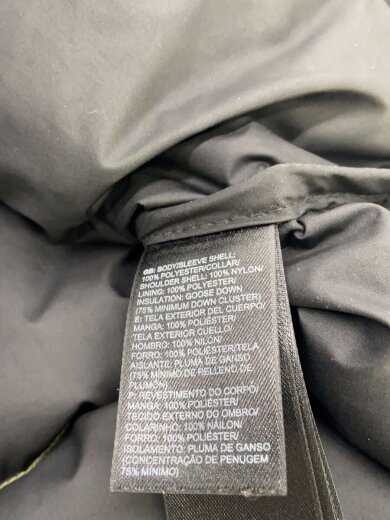 GB: BODY/SLEEVE SHELL:
100% POLYESTER/COLLAR/
SHOULDER SHELL: 100% NYLON/
LINING: 100% POLYESTER/
INSULATION: GOOSE DOWN
(75% MINIMUM DOWN CLUSTER)
E: TELA EXTERIOR DEL CUERPO/
MANGA: 100% POLIÉSTER/
TELA EXTERIOR CUELLO/
HOMBRO: 100% NILÓN/
FORRO: 100% POLIÉSTER/TELA
AISLANTE: PLUMA DE GANSO
(75% MÍNIMO DE RELLENO DE
PLUMÓN)
P: REVESTIMENTO DO CORPO/
MANGA: 100% POLIÉSTER/
TECIDO EXTERNO DO OMBRO/
COLARINHO: 100% NÁILON/
FORRO: 100% POLIÉSTER/
ISOLAMENTO: PLUMA DE GANSO
(CONCENTRAÇÃO DE PENUGEM
75% MÍNIMO)